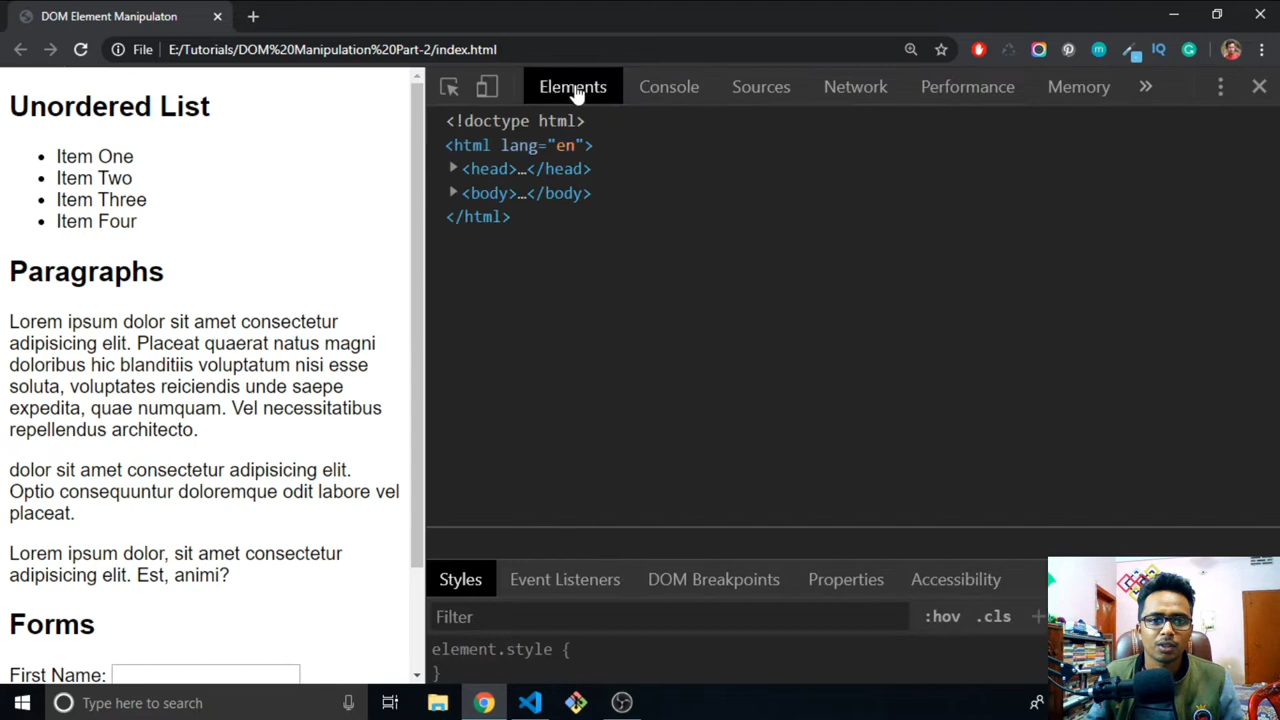 DOM Element Manipulaton
File
E:/Tutorials/DOM%20Manipulation%20Part-2/index.html
IQ
Unordered List
• Item One
• Item Two
• Item Three
• Item Four
Paragraphs
Lorem ipsum dolor sit amet consectetur
adipisicing elit. Placeat quaerat natus magni
doloribus hic blanditiis voluptatum nisi esse
soluta, voluptates reiciendis unde saepe
expedita, quae numquam. Vel necessitatibus
repellendus architecto.
dolor sit amet consectetur adipisicing elit.
Optio consequuntur doloremque odit labore vel
placeat.
Lorem ipsum dolor, sit amet consectetur
adipisicing elit. Est, animi?
Forms
First Name:
Elements Console Sources Network Performance Memory »
<!doctype html>
<html lang="en">
<head>…</head>
<body>…</body>
</html>
Styles Event Listeners DOM Breakpoints Properties Accessibility
Filter :hov .cls +
element.style {
}
Type here to search